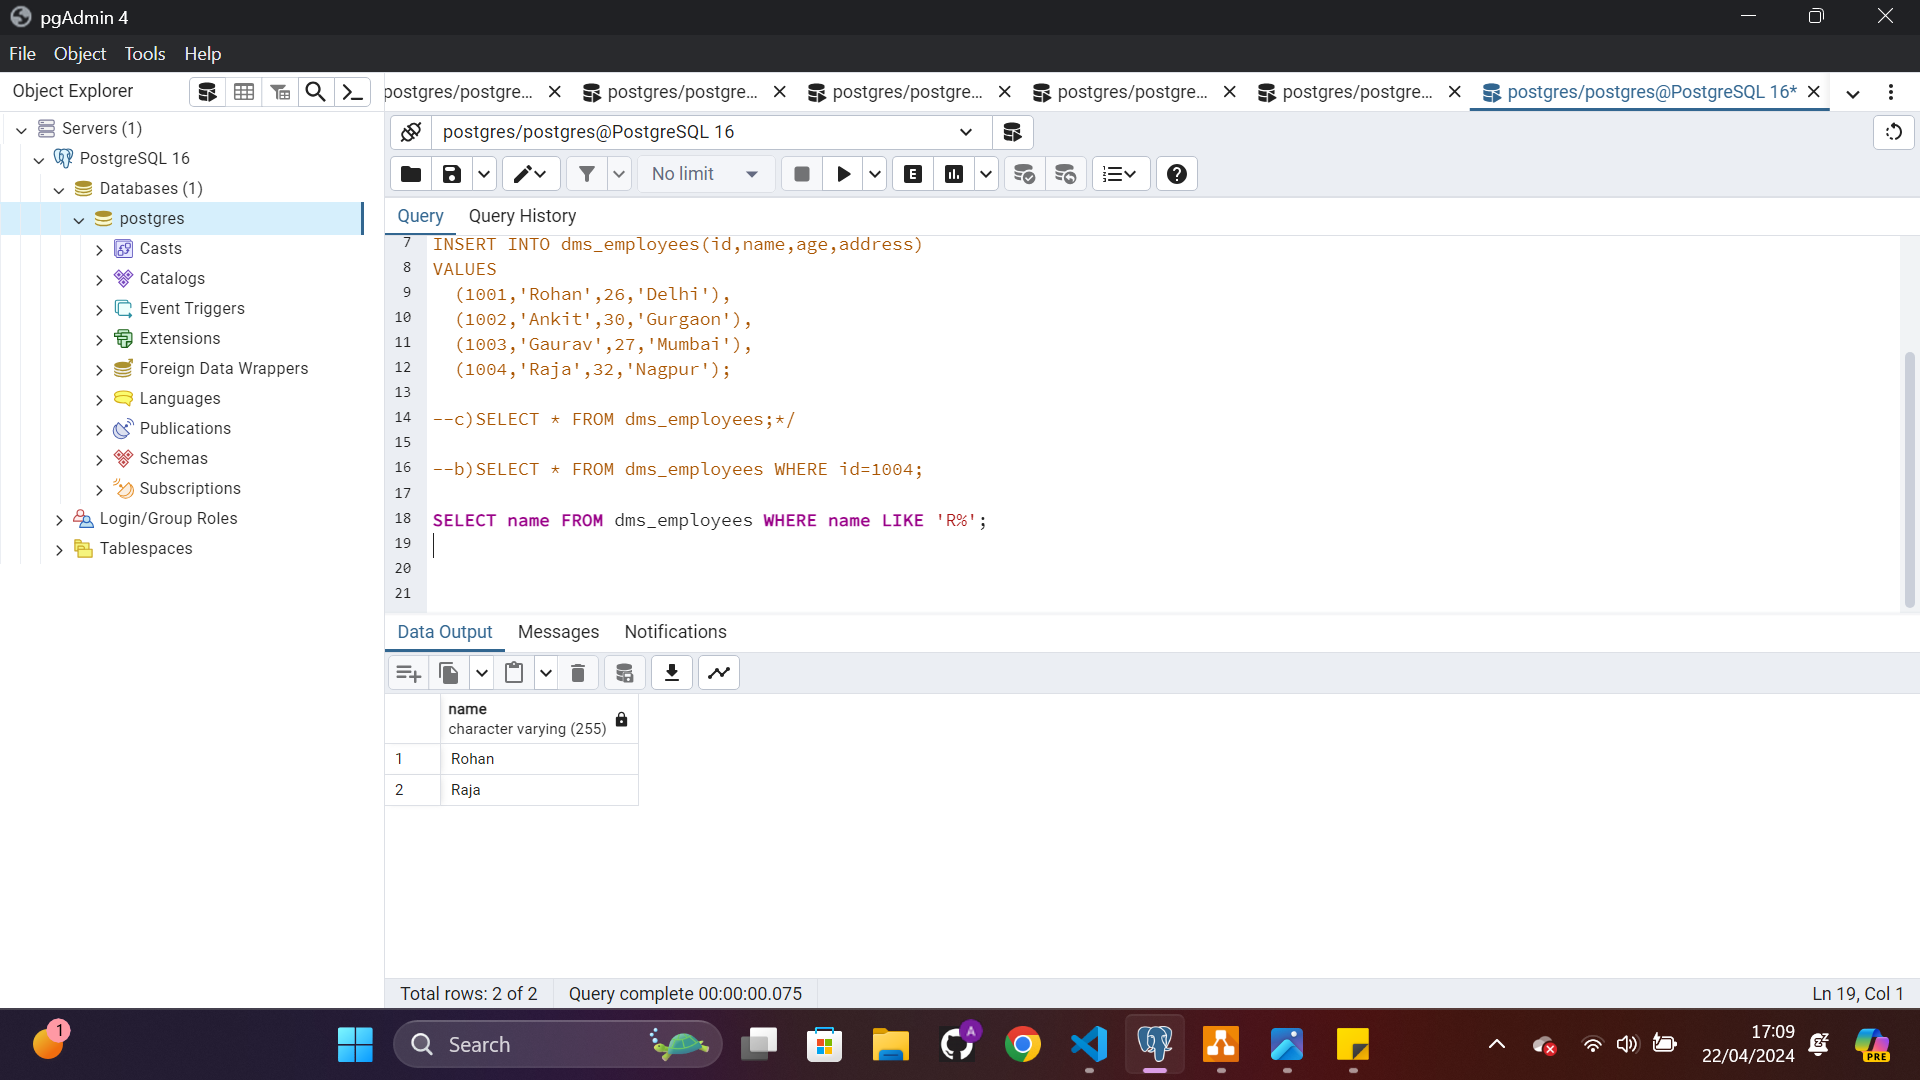 pgAdmin 4
File Object Tools Help
Object Explorer
postgres/postgre... postgres/postgre... postgres/postgre... postgres/postgre... postgres/postgre... postgres/postgres@PostgreSQL 16*
Servers (1)
PostgreSQL 16
Databases (1)
postgres
Casts
Catalogs
Event Triggers
Extensions
Foreign Data Wrappers
Languages
Publications
Schemas
Subscriptions
Login/Group Roles
Tablespaces
postgres/postgres@PostgreSQL 16
No limit
E
Query Query History
7 INSERT INTO dms_employees(id,name,age,address)
8 VALUES
9 (1001,'Rohan',26,'Delhi'),
10 (1002,'Ankit',30,'Gurgaon'),
11 (1003,'Gaurav',27,'Mumbai'),
12 (1004,'Raja',32,'Nagpur');
13
14 --c)SELECT * FROM dms_employees;*/
15
16 --b)SELECT * FROM dms_employees WHERE id=1004;
17
18 SELECT name FROM dms_employees WHERE name LIKE 'R%';
19
20
21
Data Output Messages Notifications
name
character varying (255)
1 Rohan
2 Raja
Total rows: 2 of 2 Query complete 00:00:00.075 Ln 19, Col 1
1
Search
A
17:09
22/04/2024
PRE